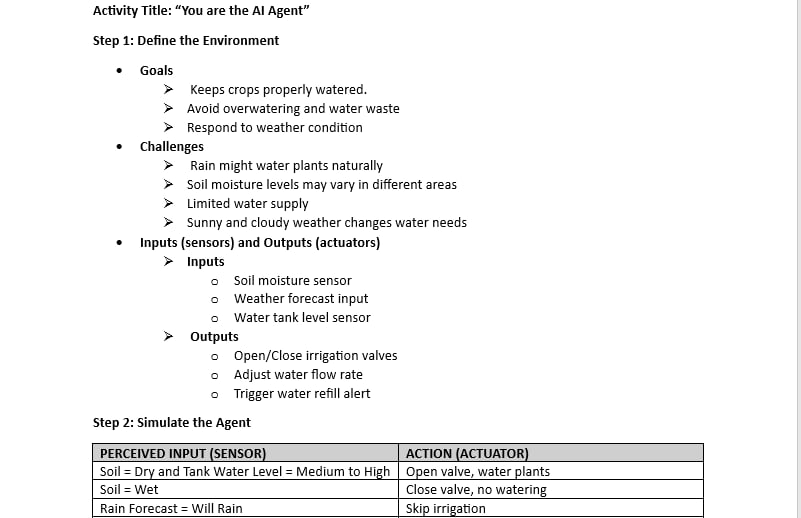 Activity Title: “You are the AI Agent”
Step 1: Define the Environment
Goals
Keeps crops properly watered.
Avoid overwatering and water waste
Respond to weather condition
Challenges
Rain might water plants naturally
Soil moisture levels may vary in different areas
Limited water supply
Sunny and cloudy weather changes water needs
Inputs (sensors) and Outputs (actuators)
Inputs
Soil moisture sensor
Weather forecast input
Water tank level sensor
Outputs
Open/Close irrigation valves
Adjust water flow rate
Trigger water refill alert
Step 2: Simulate the Agent
PERCEIVED INPUT (SENSOR) ACTION (ACTUATOR)
Soil = Dry and Tank Water Level = Medium to High Open valve, water plants
Soil = Wet Close valve, no watering
Rain Forecast = Will Rain Skip irrigation